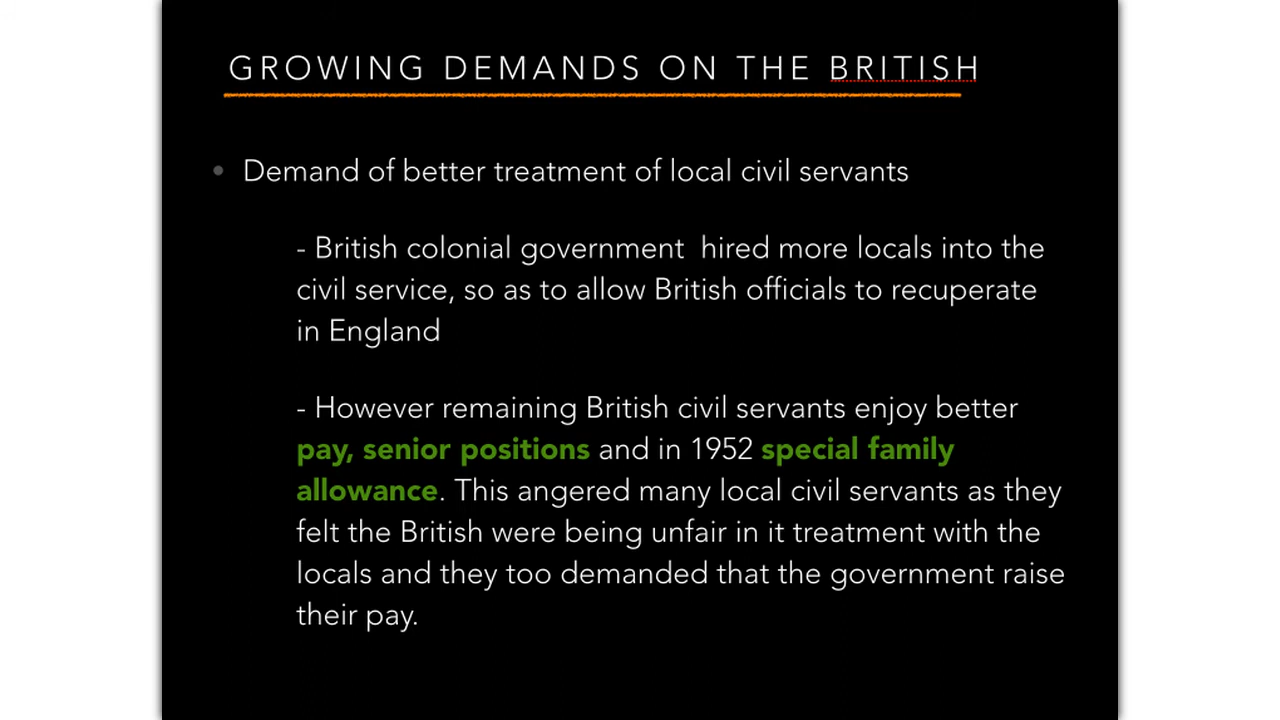 GROWING DEMANDS ON THE BRITISH
• Demand of better treatment of local civil servants
- British colonial government hired more locals into the
civil service, so as to allow British officials to recuperate
in England
- However remaining British civil servants enjoy better
pay, senior positions and in 1952 special family
allowance. This angered many local civil servants as they
felt the British were being unfair in it treatment with the
locals and they too demanded that the government raise
their pay.